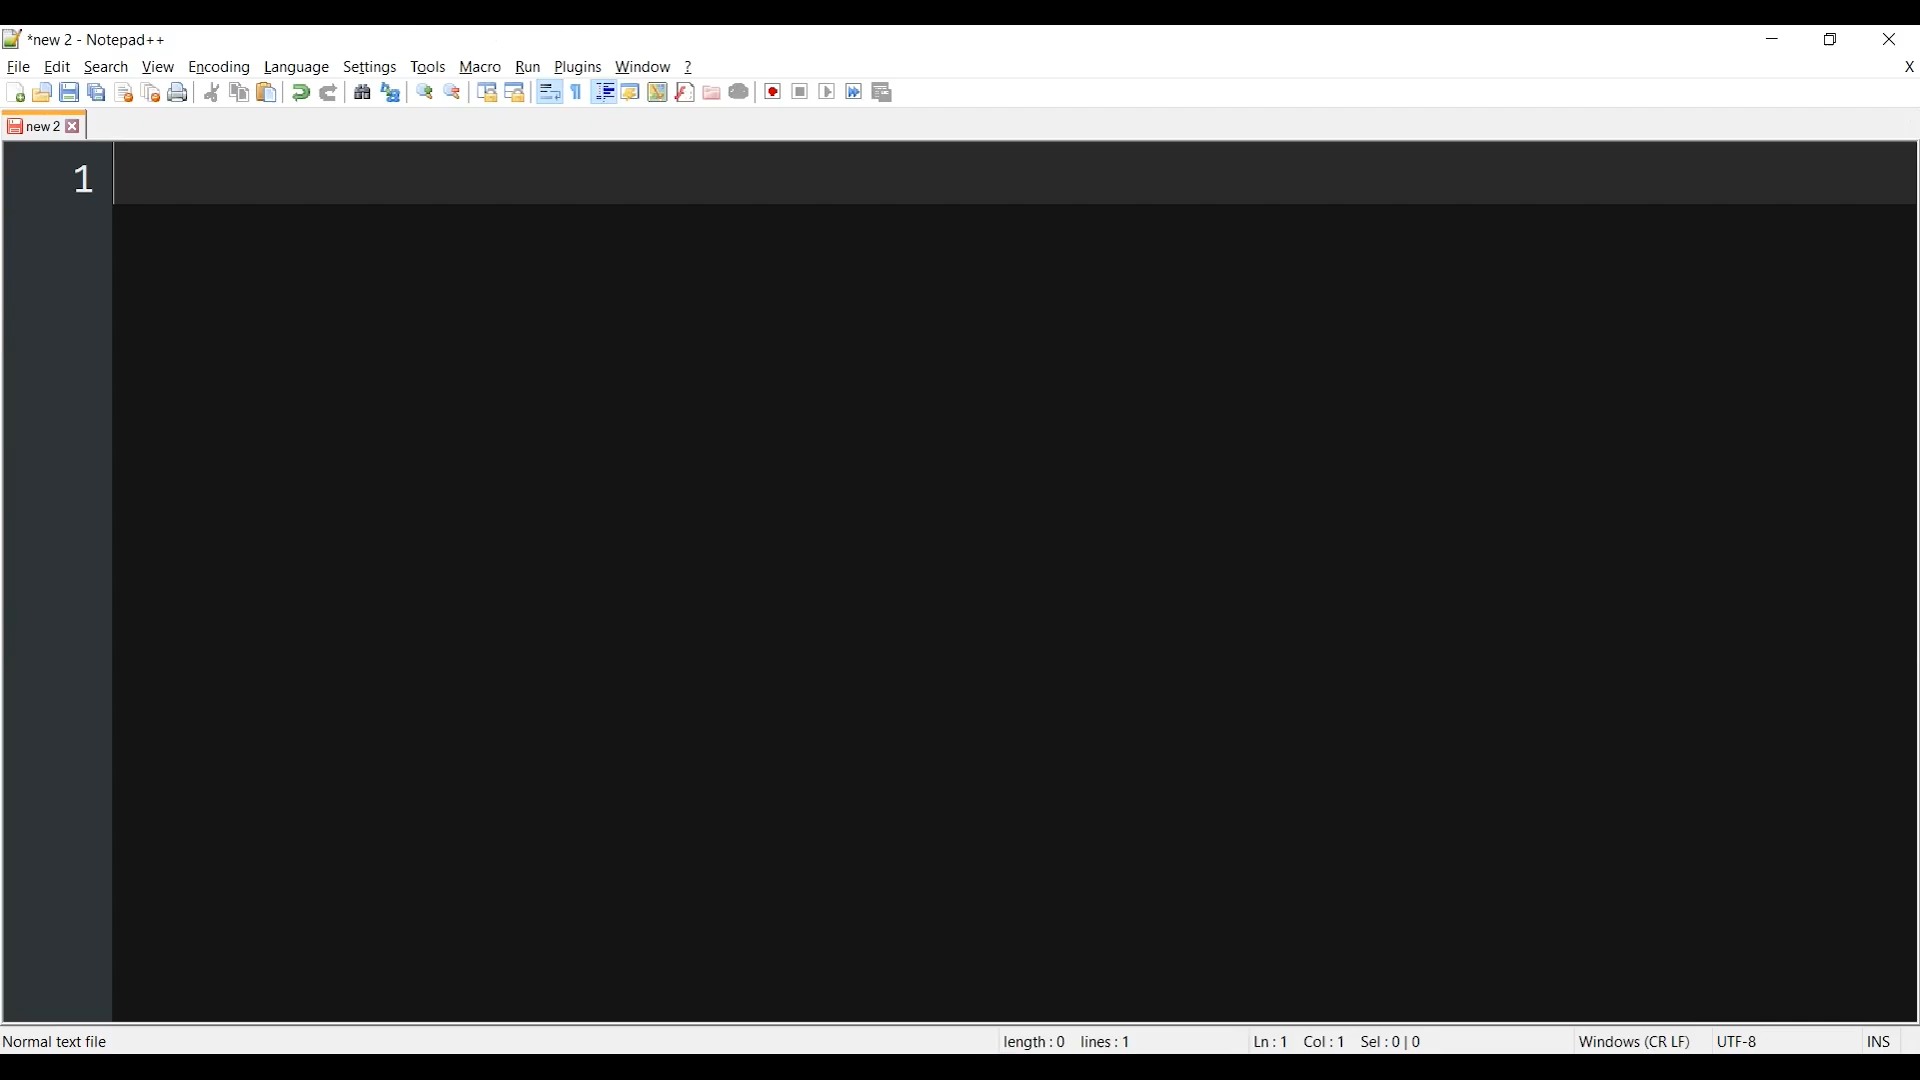 *new 2 - Notepad++
File Edit Search View Encoding Language Settings Tools Macro Run Plugins Window ? X
new 2
1
Normal text file length : 0 lines : 1 Ln : 1 Col : 1 Sel : 0 | 0 Windows (CR LF) UTF-8 INS